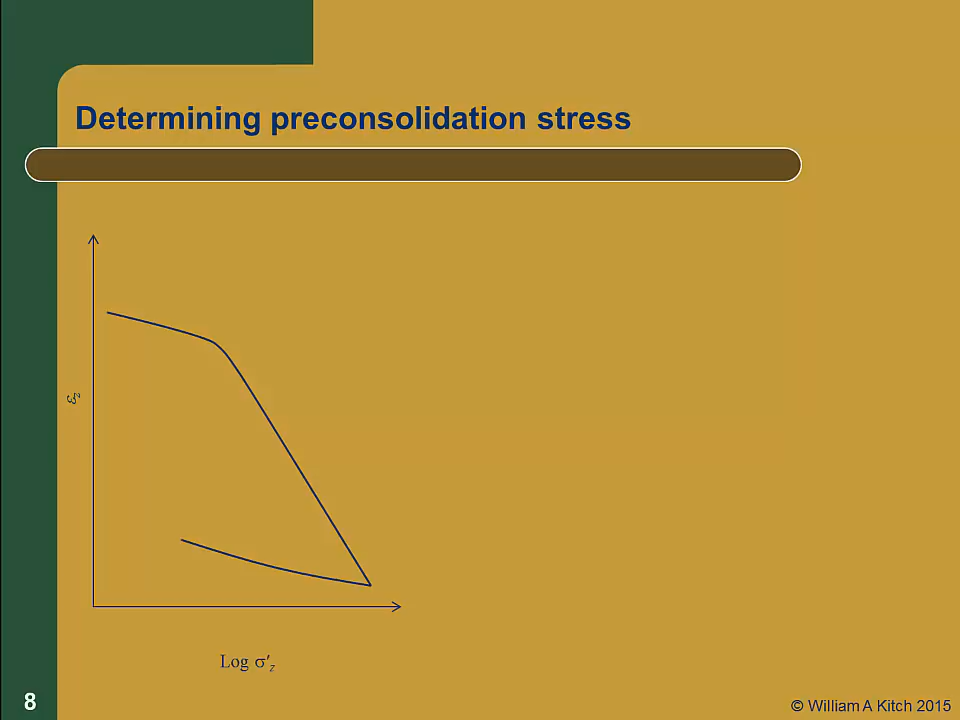 Determining preconsolidation stress
εz
Log σ′z
8
© William A Kitch 2015